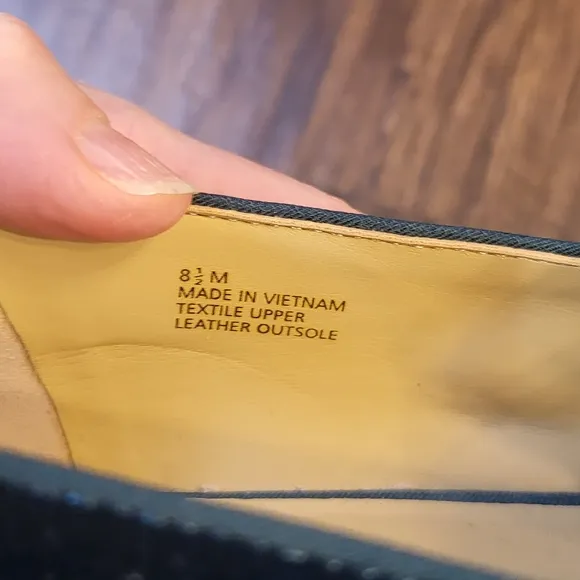 8½ M
MADE IN VIETNAM
TEXTILE UPPER
LEATHER OUTSOLE